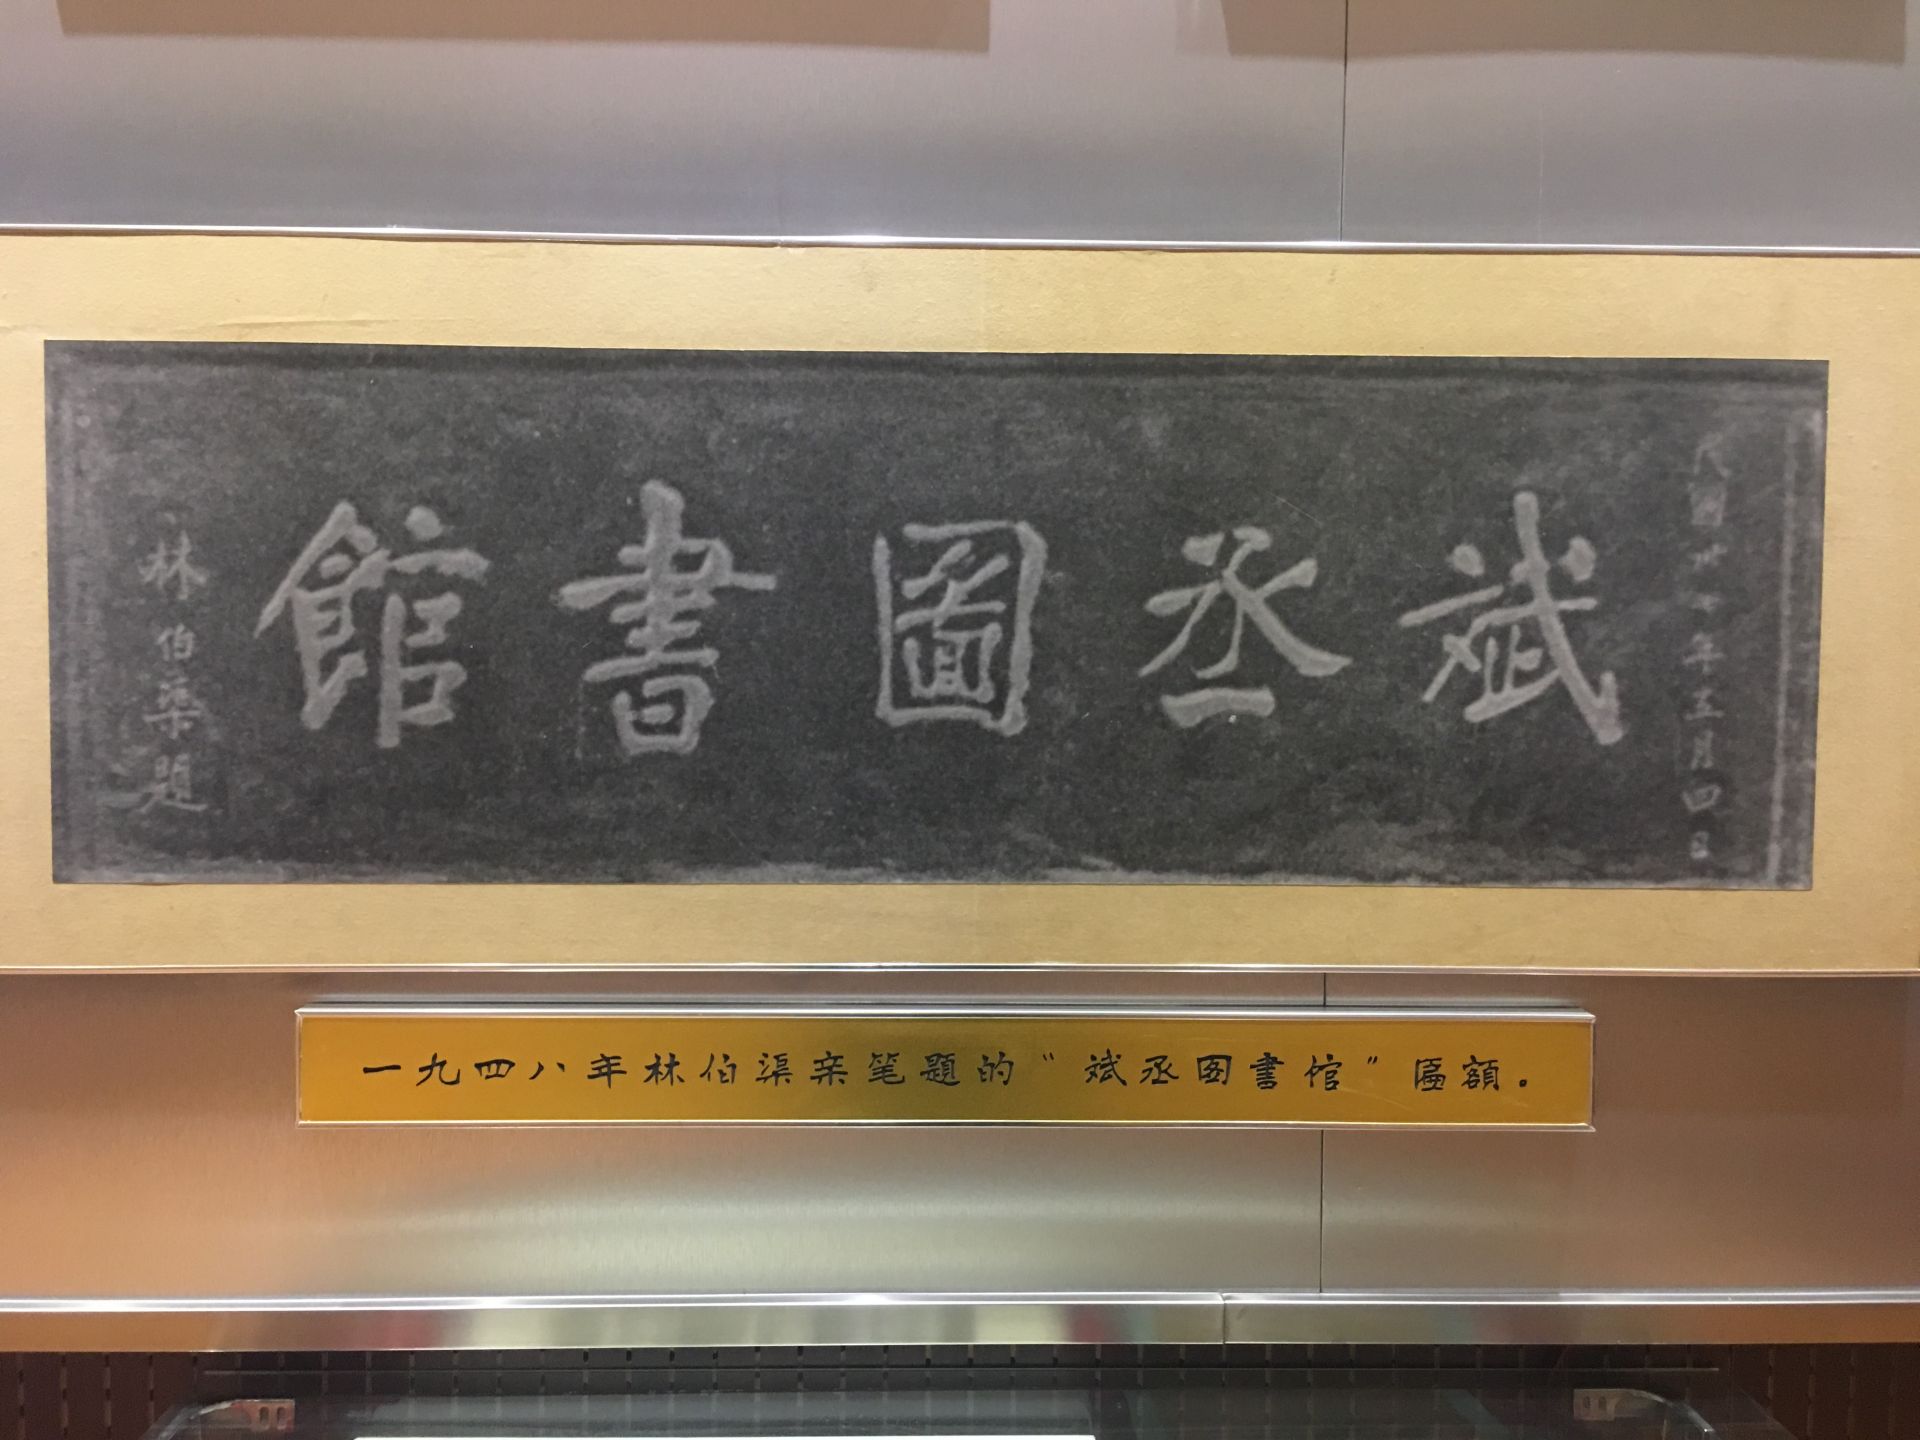 民國卅七年五月四日
斌丞圖書館
林伯渠題
一九四八年林伯渠亲笔題的“斌丞图書馆”匾額。